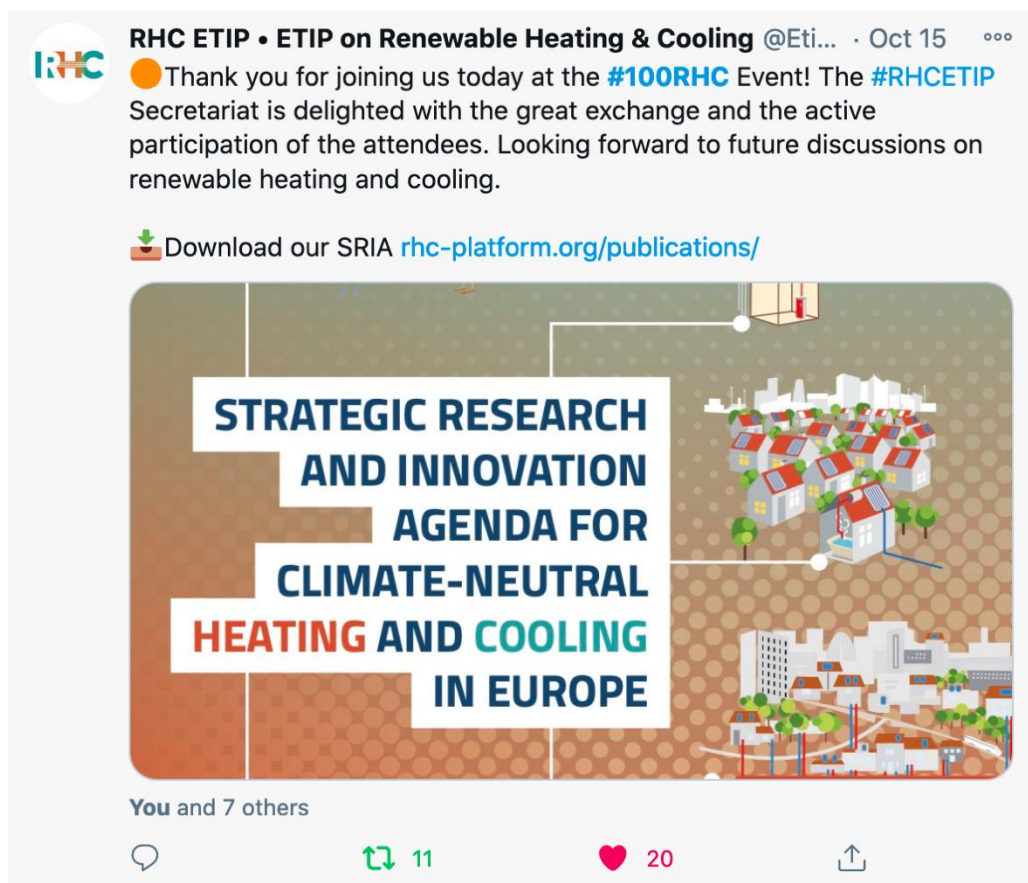 RHC
RHC ETIP • ETIP on Renewable Heating & Cooling @Eti... · Oct 15
Thank you for joining us today at the #100RHC Event! The #RHCETIP
Secretariat is delighted with the great exchange and the active
participation of the attendees. Looking forward to future discussions on
renewable heating and cooling.
Download our SRIA rhc-platform.org/publications/
STRATEGIC RESEARCH
AND INNOVATION
AGENDA FOR
CLIMATE-NEUTRAL
HEATING AND COOLING
IN EUROPE
You and 7 others
11
20